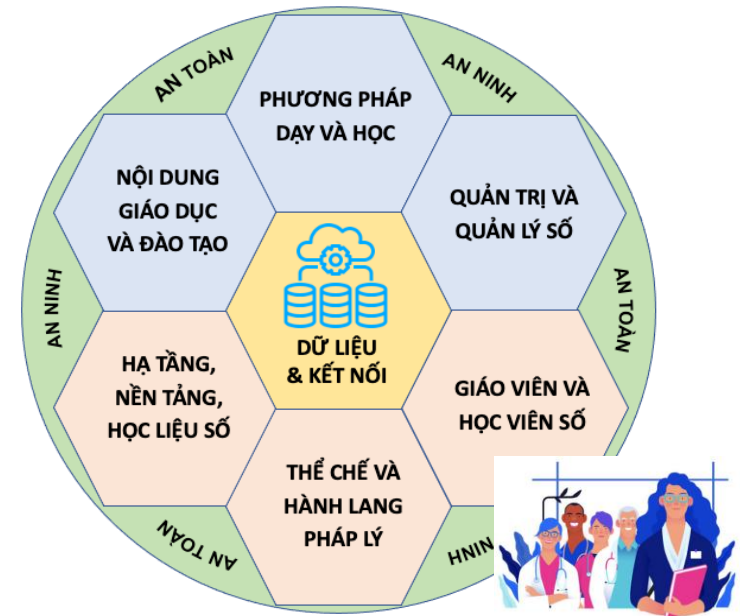 AN TOÀN
AN NINH
PHƯƠNG PHÁP
DẠY VÀ HỌC
NỘI DUNG
GIÁO DỤC
VÀ ĐÀO TẠO
QUẢN TRỊ VÀ
QUẢN LÝ SỐ
AN NINH
DỮ LIỆU
& KẾT NỐI
AN TOÀN
HẠ TẦNG,
NỀN TẢNG,
HỌC LIỆU SỐ
GIÁO VIÊN VÀ
HỌC VIÊN SỐ
THỂ CHẾ VÀ
HÀNH LANG
PHÁP LÝ
AN TOÀN
NINH